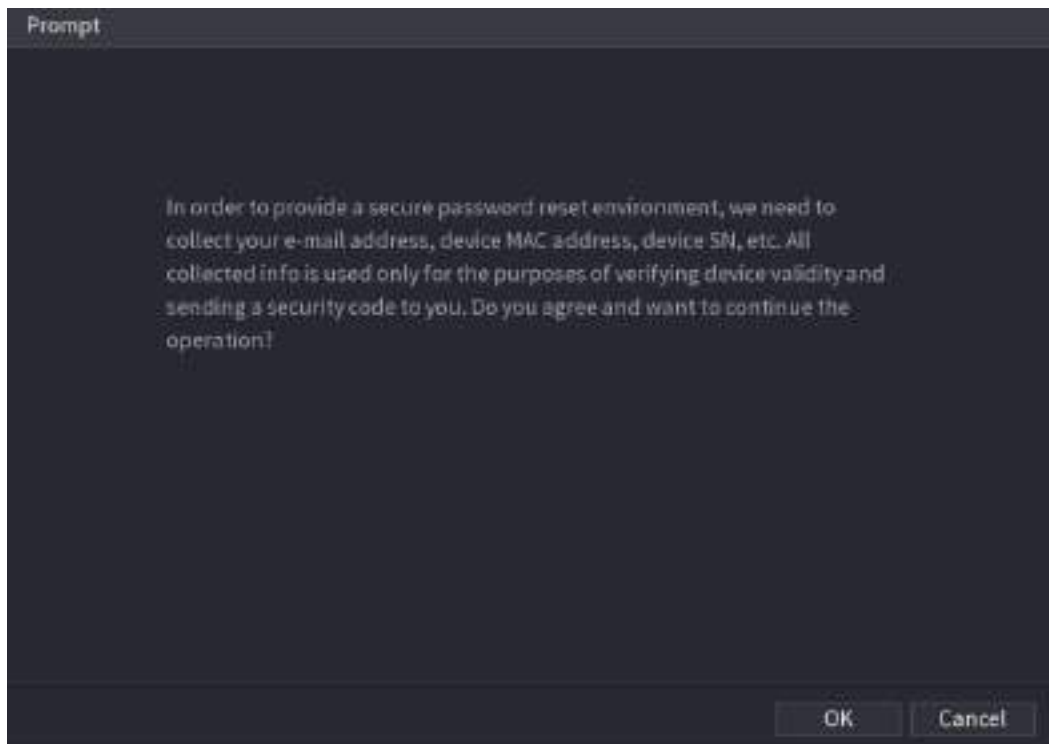 Prompt
In order to provide a secure password reset environment, we need to
collect your e-mail address, device MAC address, device SN, etc. All
collected info is used only for the purposes of verifying device validity and
sending a security code to you. Do you agree and want to continue the
operation?
OK
Cancel